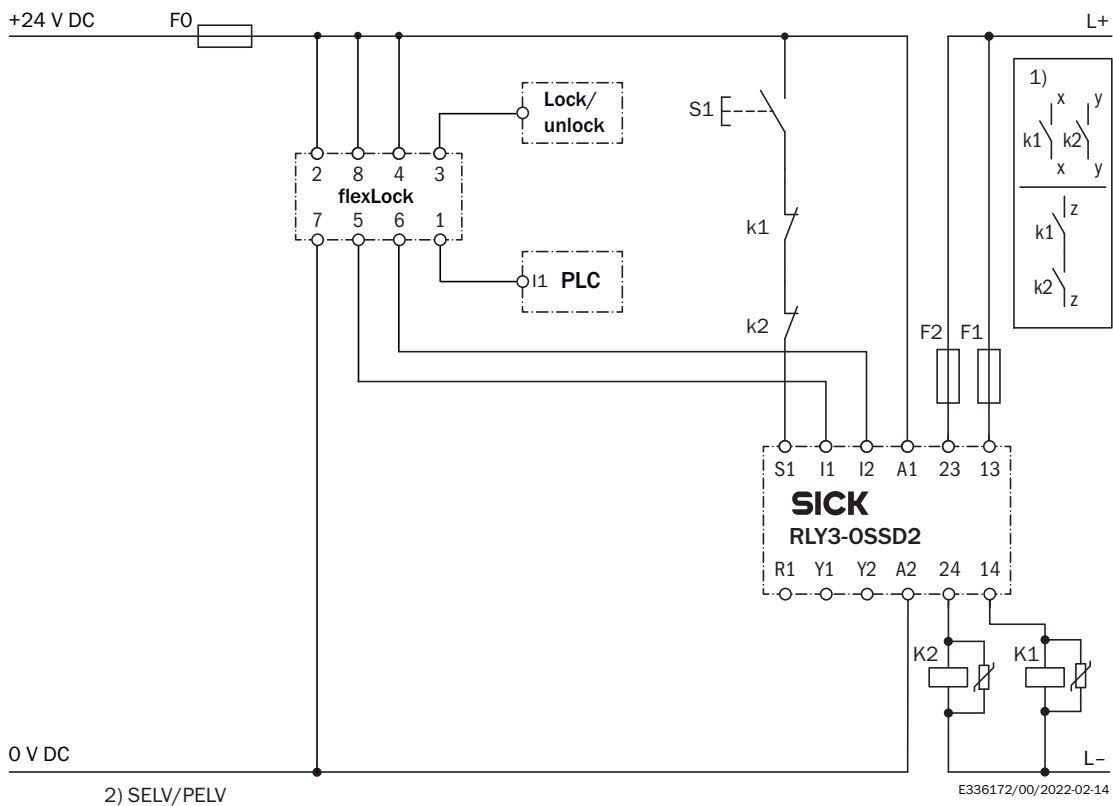 +24 V DC F0 L+
1)
x y
k1 k2
x y
z
k1
k2
z
Lock/
unlock
S1
2 8 4 3
flexLock
7 5 6 1
I1 PLC
k1
k2
F2 F1
S1 I1 I2 A1 23 13
SICK
RLY3-OSSD2
R1 Y1 Y2 A2 24 14
K2 K1
0 V DC L–
2) SELV/PELV
E336172/00/2022-02-14